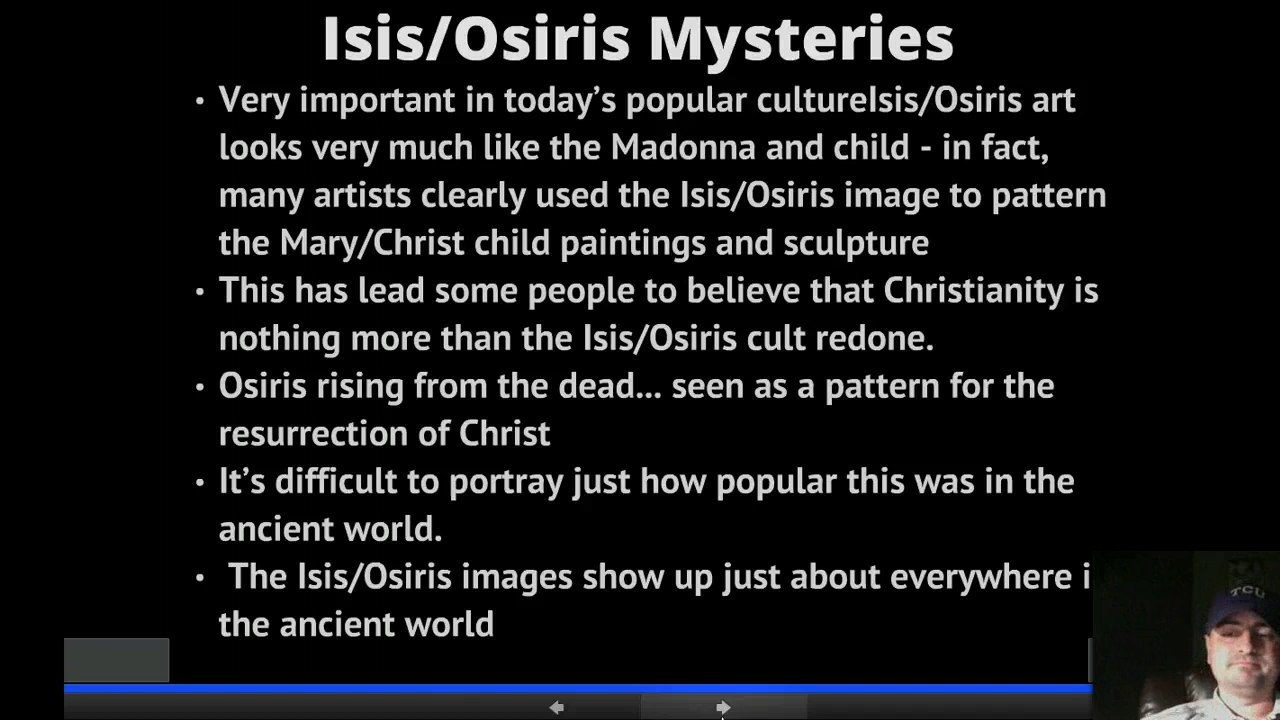 Isis/Osiris Mysteries
• Very important in today's popular cultureIsis/Osiris art
looks very much like the Madonna and child - in fact,
many artists clearly used the Isis/Osiris image to pattern
the Mary/Christ child paintings and sculpture
• This has lead some people to believe that Christianity is
nothing more than the Isis/Osiris cult redone.
• Osiris rising from the dead... seen as a pattern for the
resurrection of Christ
• It's difficult to portray just how popular this was in the
ancient world.
• The Isis/Osiris images show up just about everywhere i
the ancient world
TCU